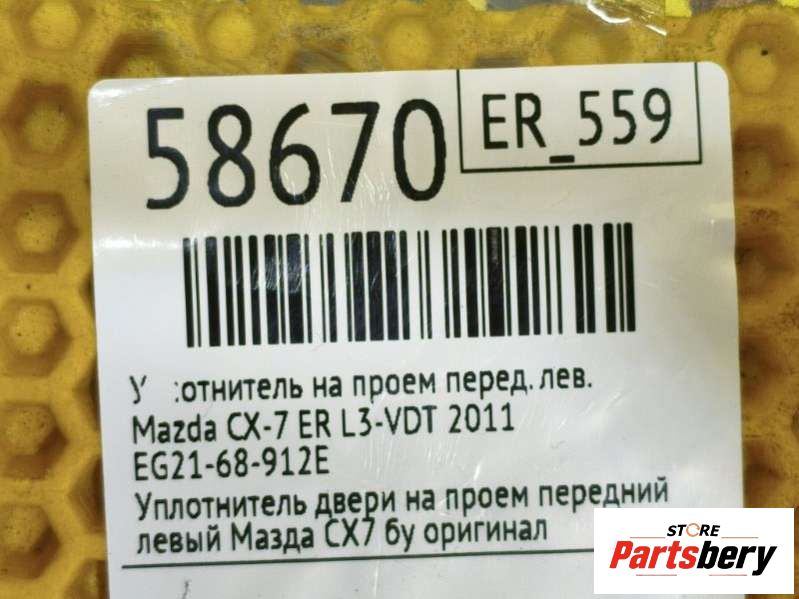 58670
ER_559
на проем перед. лев.
Mazda CX-7 ER L3-VDT 2011
EG21-68-912E
Уплотнитель двери на проем передний
левый Мазда СХ7 бу оригинал
STORE
Partsbery